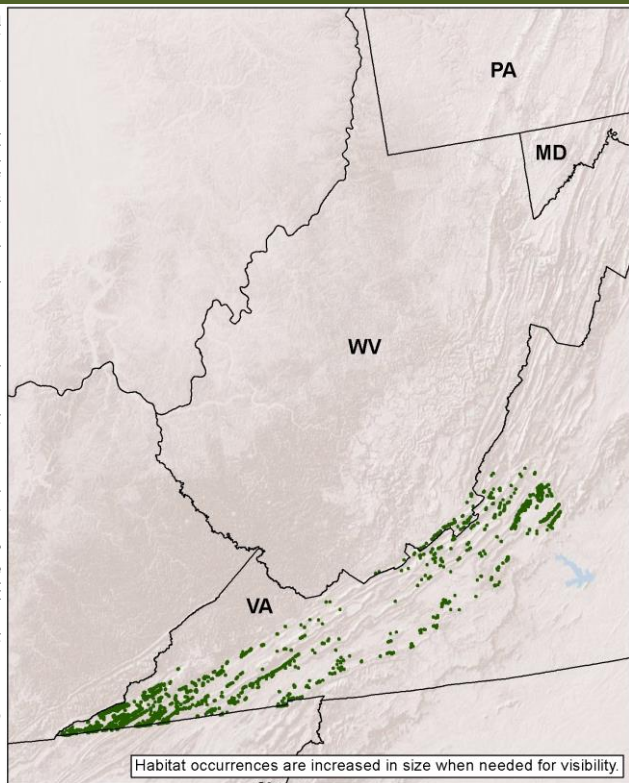 PA
MD
WV
VA
Habitat occurrences are increased in size when needed for visibility.